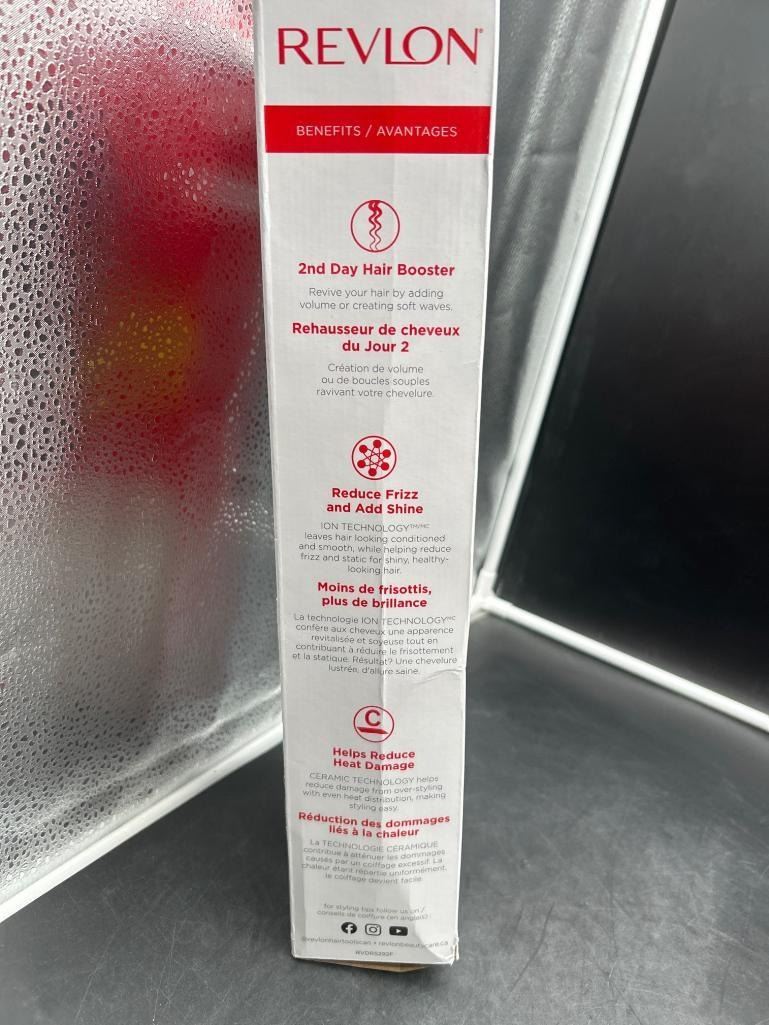 REVLON®
BENEFITS / AVANTAGES
2nd Day Hair Booster
Revive your hair by adding
volume or creating soft waves.
Rehausseur de cheveux
du Jour 2
Création de volume
ou de boucles souples
ravivant votre chevelure.
Reduce Frizz
and Add Shine
ION TECHNOLOGY™/MC
leaves hair looking conditioned
and smooth, while helping reduce
frizz and static for shiny, healthy-
looking hair.
Moins de frisottis,
plus de brillance
La technologie ION TECHNOLOGY™/MC
confère aux cheveux une apparence
revitalisée et soyeuse tout en
contribuant à réduire le frisottement
et la statique. Résultat? Une chevelure
lustrée, d'allure saine.
C
Helps Reduce
Heat Damage
CERAMIC TECHNOLOGY helps
reduce damage from over-styling
with even heat distribution, making
styling easy.
Réduction des dommages
liés à la chaleur
La TECHNOLOGIE CÉRAMIQUE
contribue à atténuer les dommages
causés par un coiffage excessif. La
chaleur étant répartie uniformément,
le coiffage devient facile.
for styling tips follow us on /
conseils de coiffure (en anglais) :
@revlonhairtoolscan • revlonbeautycare.ca
RVDR5292F